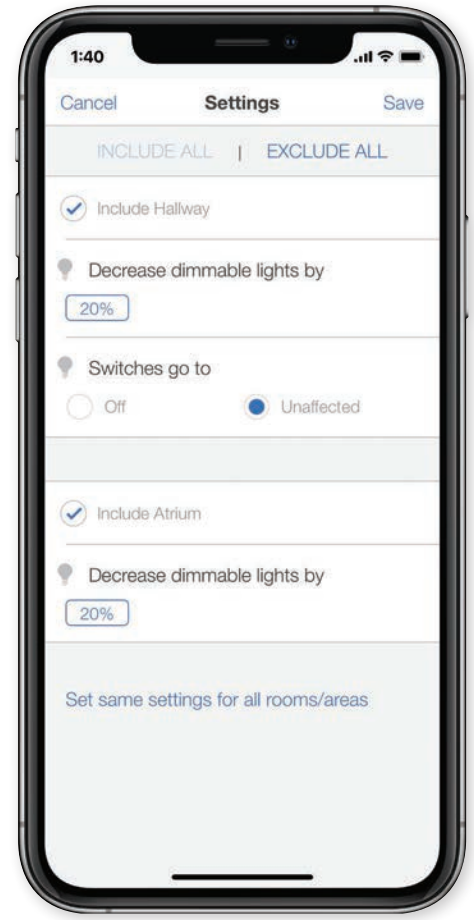 1:40
Cancel Settings Save
INCLUDE ALL | EXCLUDE ALL
Include Hallway
Decrease dimmable lights by
20%
Switches go to
Off Unaffected
Include Atrium
Decrease dimmable lights by
20%
Set same settings for all rooms/areas